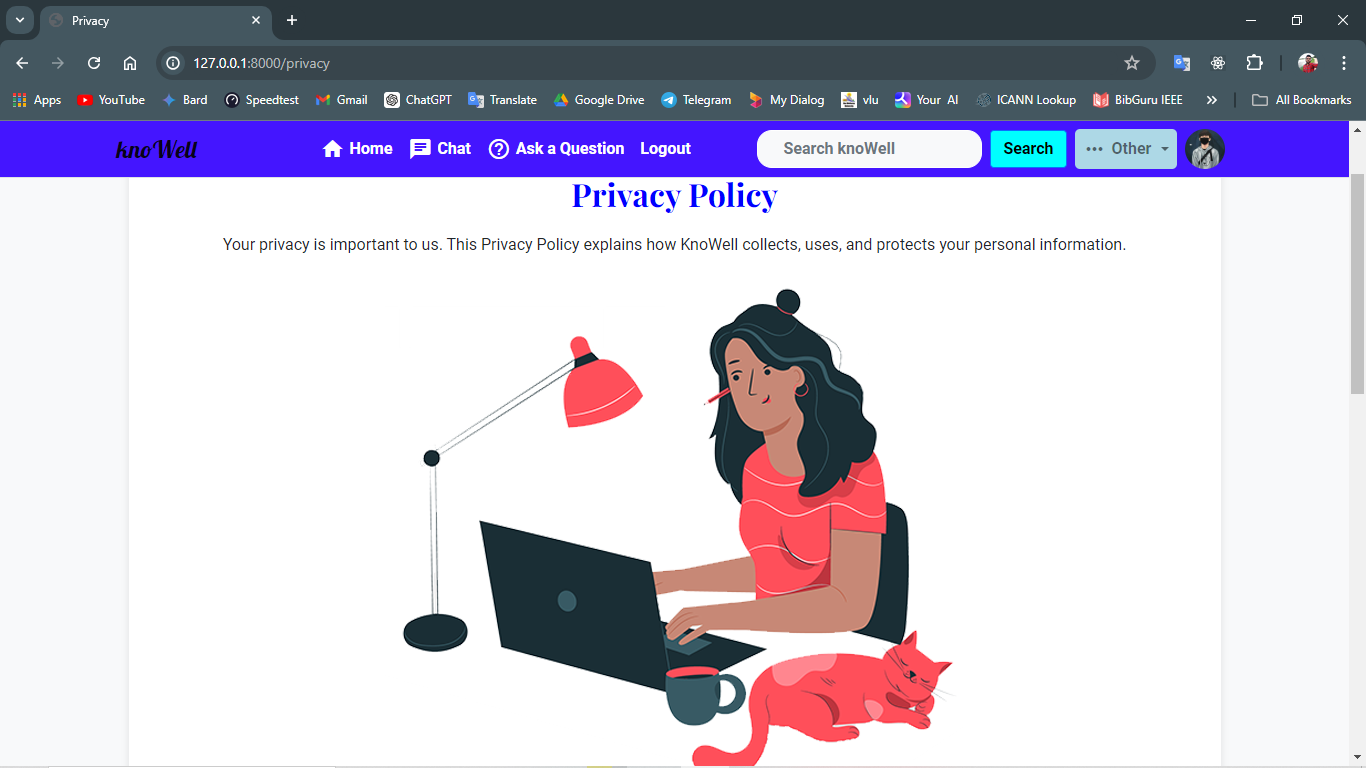 Privacy
127.0.0.1:8000/privacy
Apps YouTube Bard Speedtest Gmail ChatGPT Translate Google Drive Telegram My Dialog vlu Your AI ICANN Lookup BibGuru IEEE All Bookmarks
knoWell Home Chat Ask a Question Logout Search knoWell Search Other
Privacy Policy
Your privacy is important to us. This Privacy Policy explains how KnoWell collects, uses, and protects your personal information.